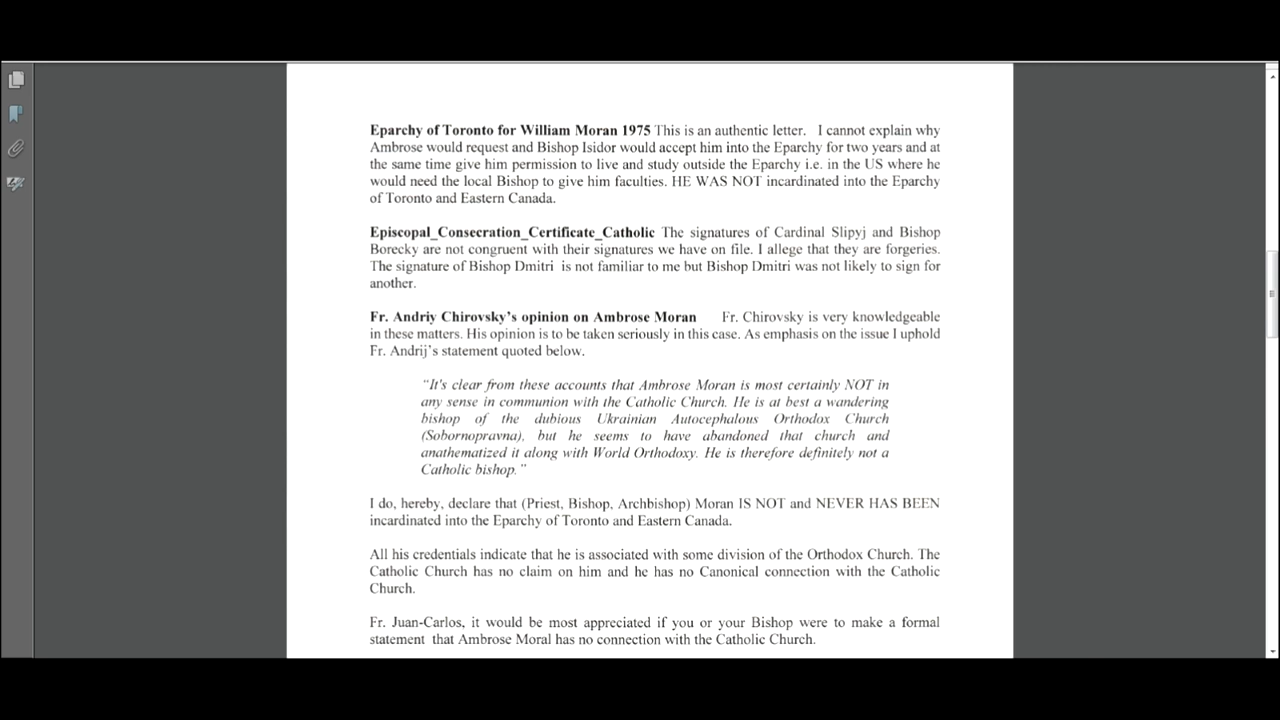 Eparchy of Toronto for William Moran 1975 This is an authentic letter. I cannot explain why
Ambrose would request and Bishop Isidor would accept him into the Eparchy for two years and at
the same time give him permission to live and study outside the Eparchy i.e. in the US where he
would need the local Bishop to give him faculties. HE WAS NOT incardinated into the Eparchy
of Toronto and Eastern Canada.
Episcopal_Consecration_Certificate_Catholic The signatures of Cardinal Slipyj and Bishop
Borecky are not congruent with their signatures we have on file. I allege that they are forgeries.
The signature of Bishop Dmitri is not familiar to me but Bishop Dmitri was not likely to sign for
another.
Fr. Andriy Chirovsky's opinion on Ambrose Moran Fr. Chirovsky is very knowledgeable
in these matters. His opinion is to be taken seriously in this case. As emphasis on the issue I uphold
Fr. Andrij's statement quoted below.
"It's clear from these accounts that Ambrose Moran is most certainly NOT in
any sense in communion with the Catholic Church. He is at best a wandering
bishop of the dubious Ukrainian Autocephalous Orthodox Church
(Sobornopravna), but he seems to have abandoned that church and
anathematized it along with World Orthodoxy. He is therefore definitely not a
Catholic bishop."
I do, hereby, declare that (Priest, Bishop, Archbishop) Moran IS NOT and NEVER HAS BEEN
incardinated into the Eparchy of Toronto and Eastern Canada.
All his credentials indicate that he is associated with some division of the Orthodox Church. The
Catholic Church has no claim on him and he has no Canonical connection with the Catholic
Church.
Fr. Juan-Carlos, it would be most appreciated if you or your Bishop were to make a formal
statement that Ambrose Moral has no connection with the Catholic Church.